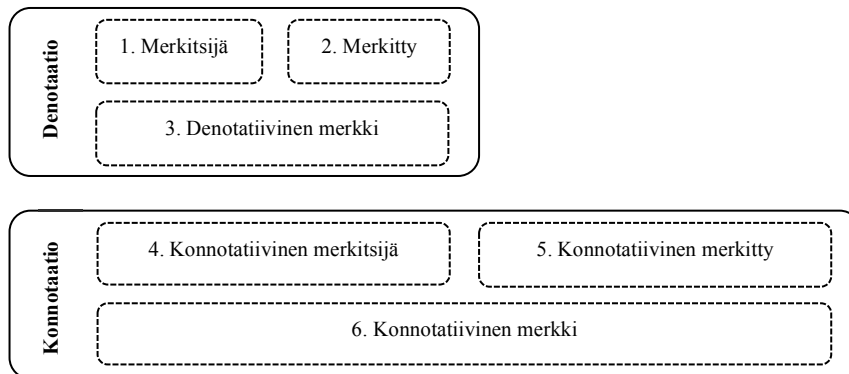 Denotaatio
1. Merkitsijä
2. Merkitty
3. Denotatiivinen merkki
Konnotaatio
4. Konnotatiivinen merkitsijä
5. Konnotatiivinen merkitty
6. Konnotatiivinen merkki